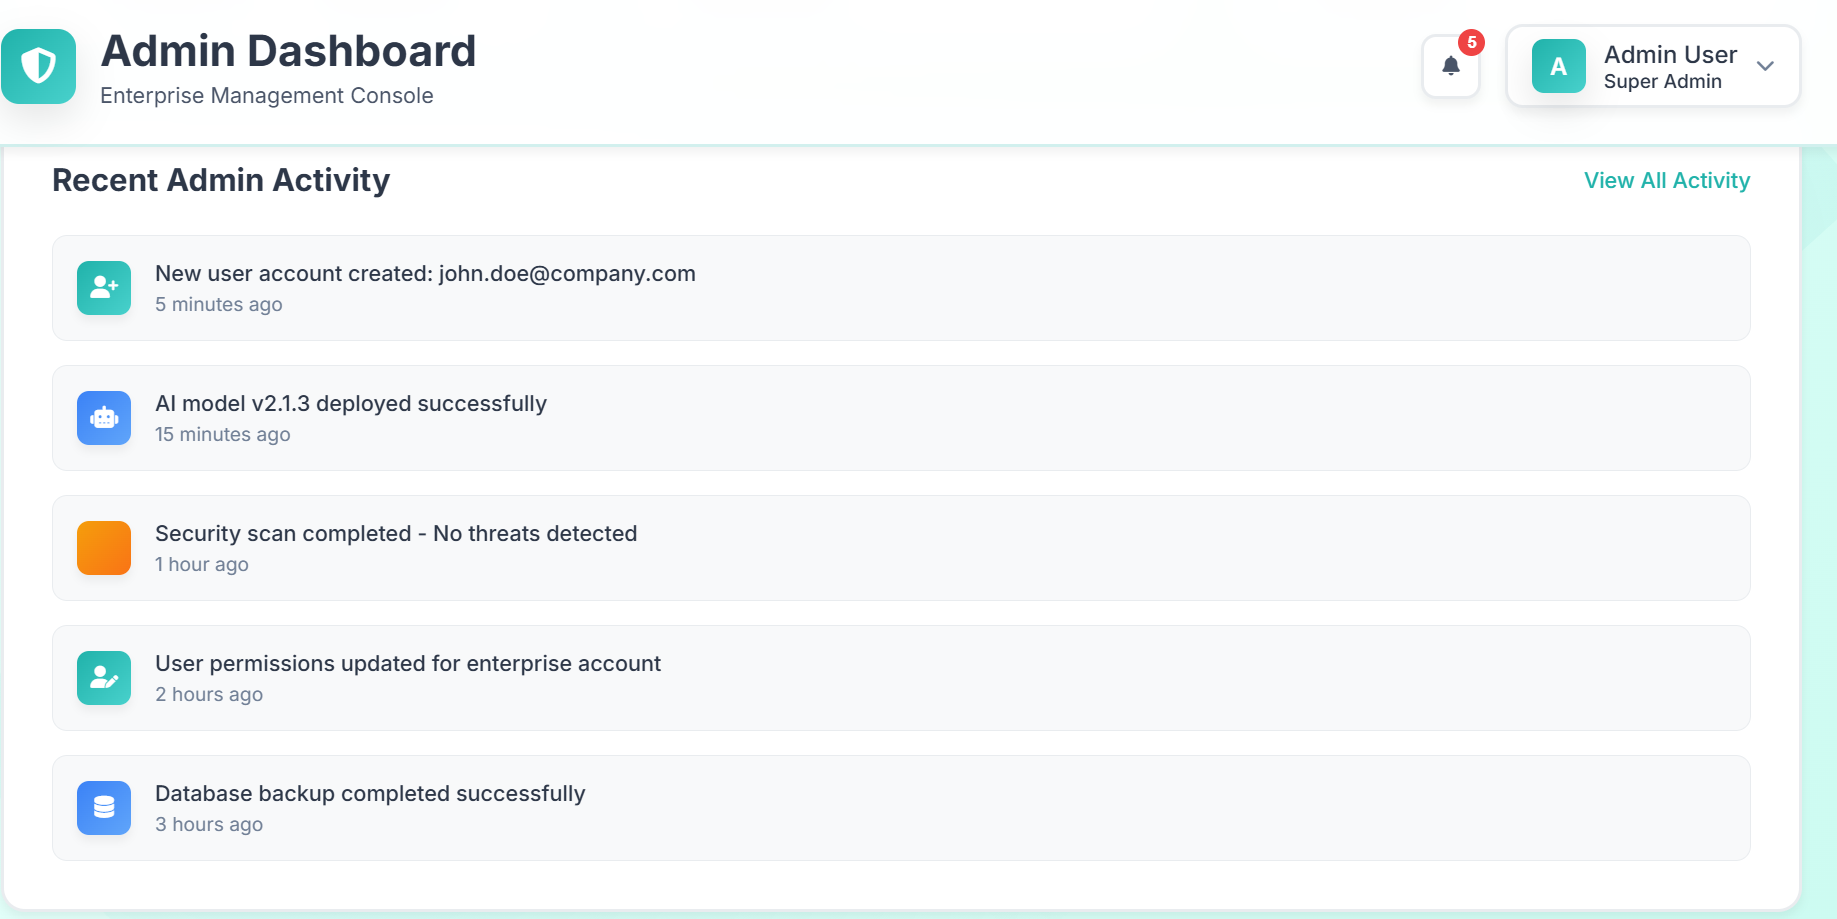 Admin Dashboard
Enterprise Management Console
5
A
Admin User
Super Admin
Recent Admin Activity
View All Activity
New user account created: john.doe@company.com
5 minutes ago
AI model v2.1.3 deployed successfully
15 minutes ago
Security scan completed - No threats detected
1 hour ago
User permissions updated for enterprise account
2 hours ago
Database backup completed successfully
3 hours ago